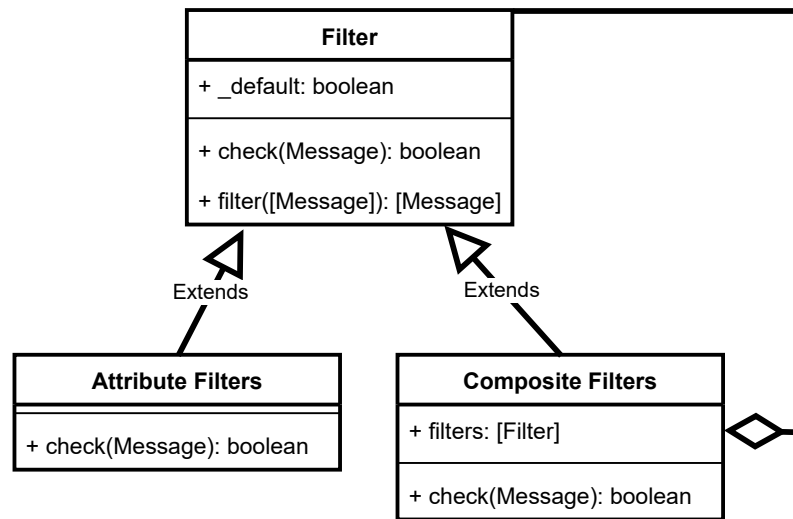 Filter
+ _default: boolean
+ check(Message): boolean
+ filter([Message]): [Message]
Extends
Extends
Attribute Filters
+ check(Message): boolean
Composite Filters
+ filters: [Filter]
+ check(Message): boolean